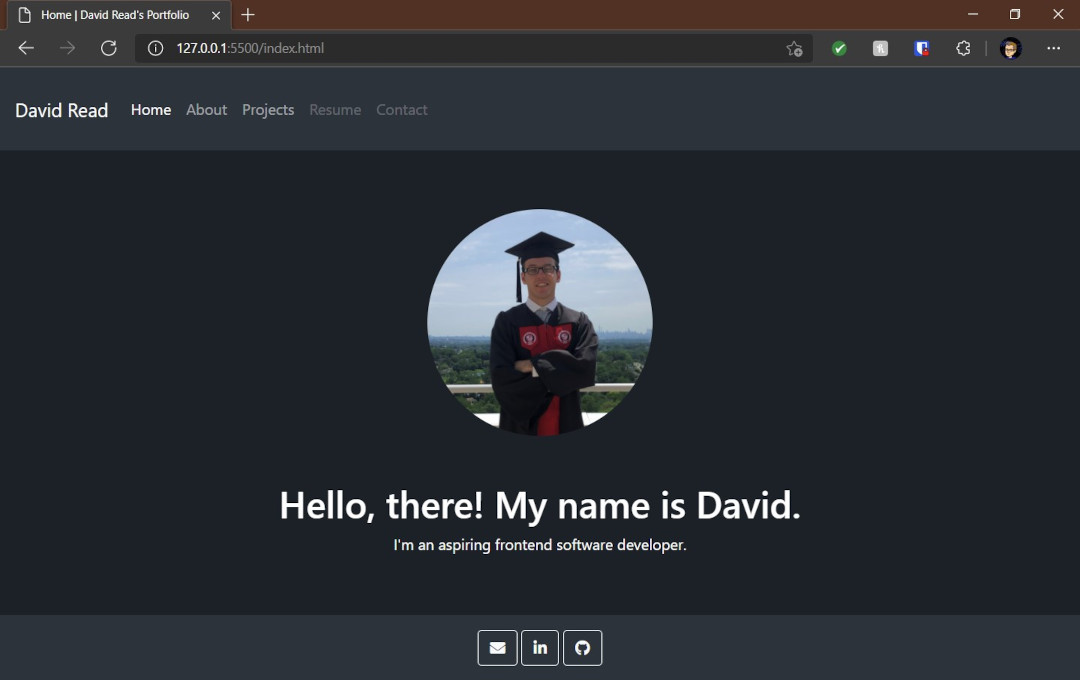 Home | David Read's Portfolio
127.0.0.1:5500/index.html
David Read Home About Projects Resume Contact
Hello, there! My name is David.
I'm an aspiring frontend software developer.
in